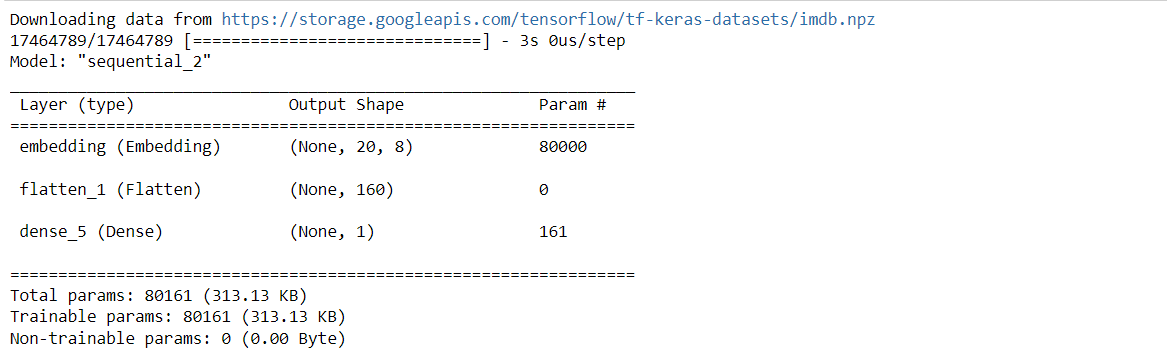 Downloading data from https://storage.googleapis.com/tensorflow/tf-keras-datasets/imdb.npz
17464789/17464789 [==============================] - 3s 0us/step
Model: "sequential_2"
_________________________________________________________________
 Layer (type)                Output Shape              Param #
=================================================================
 embedding (Embedding)       (None, 20, 8)             80000
 flatten_1 (Flatten)         (None, 160)               0
 dense_5 (Dense)             (None, 1)                 161
=================================================================
Total params: 80161 (313.13 KB)
Trainable params: 80161 (313.13 KB)
Non-trainable params: 0 (0.00 Byte)